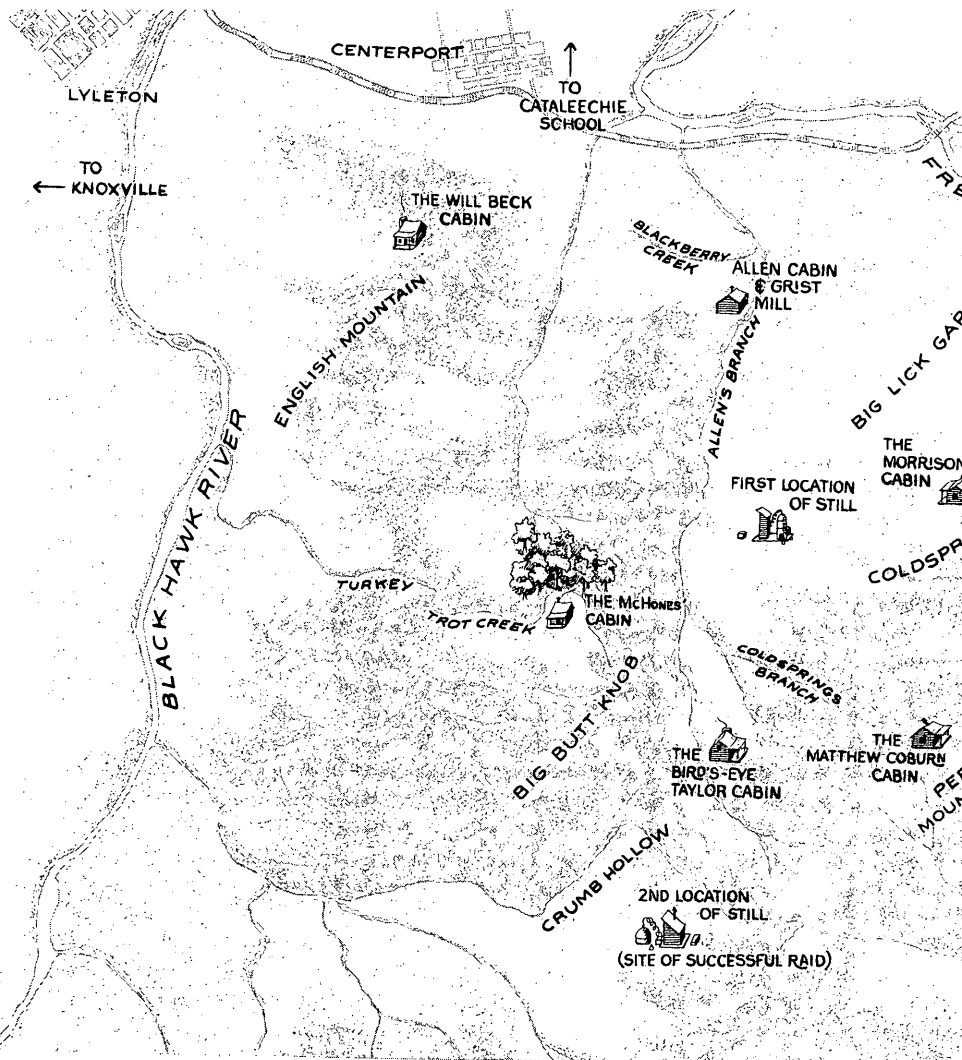 CENTERPORT
LYLETON
TO
CATALEECHIE
SCHOOL
TO
KNOXVILLE
THE WILL BECK
CABIN
BLACKBERRY
CREEK
ALLEN CABIN
& GRIST
MILL
ENGLISH MOUNTAIN
ALLEN'S BRANCH
BIG LICK GAP
BLACK HAWK RIVER
THE
MORRISON
CABIN
FIRST LOCATION
OF STILL
TURKEY
TROT CREEK
THE McHONES
CABIN
COLDSPRINGS
BRANCH
BIG BUTT KNOB
THE
BIRD'S-EYE
TAYLOR CABIN
THE
MATTHEW COBURN
CABIN
CRUMB HOLLOW
2ND LOCATION
OF STILL
(SITE OF SUCCESSFUL RAID)